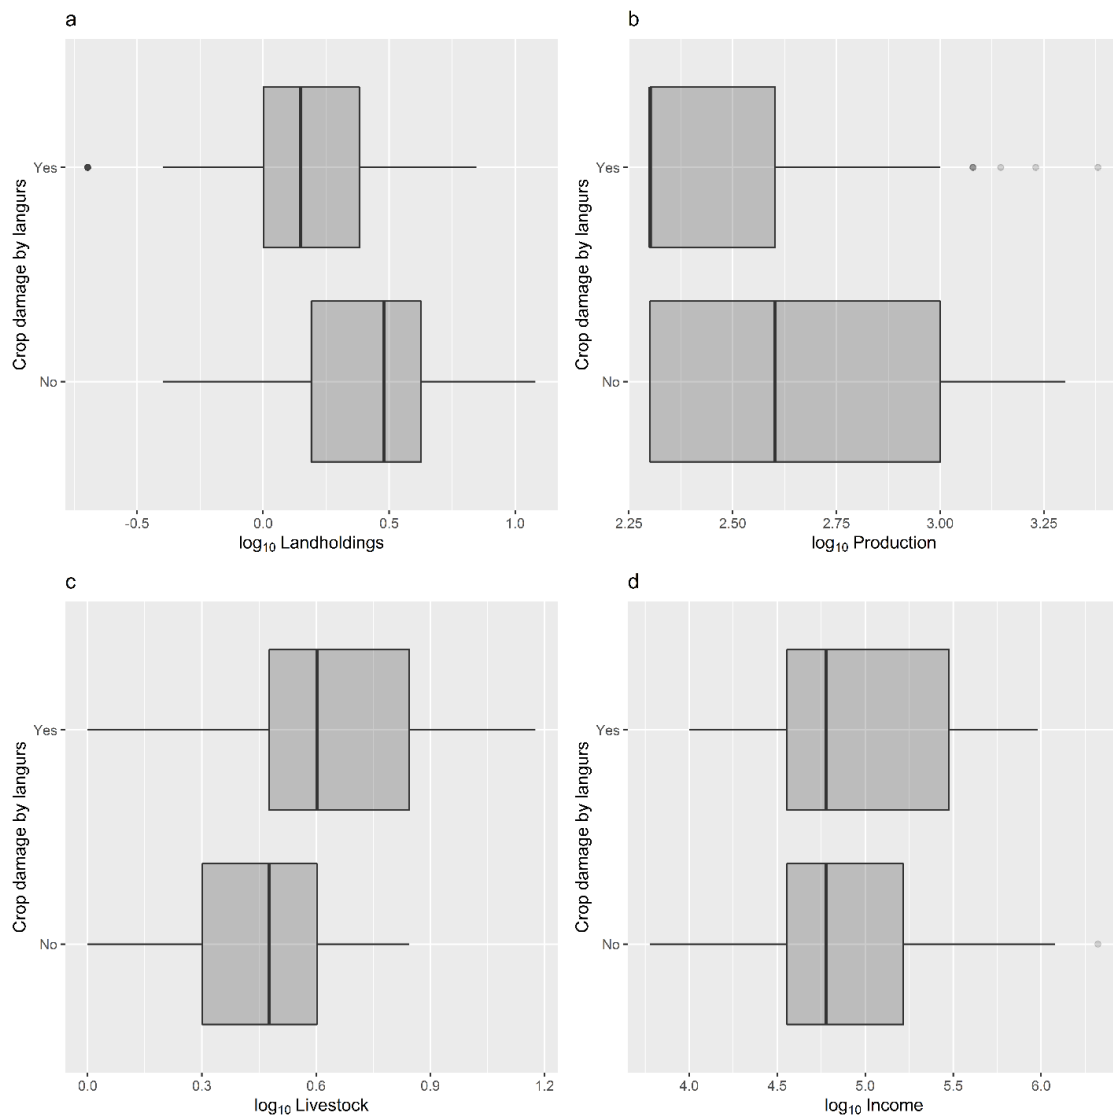 a
Crop damage by langurs
Yes
No
-0.5 0.0 0.5 1.0
log₁₀ Landholdings
b
Crop damage by langurs
Yes
No
2.25 2.50 2.75 3.00 3.25
log₁₀ Production
c
Crop damage by langurs
Yes
No
0.0 0.3 0.6 0.9 1.2
log₁₀ Livestock
d
Crop damage by langurs
Yes
No
4.0 4.5 5.0 5.5 6.0
log₁₀ Income